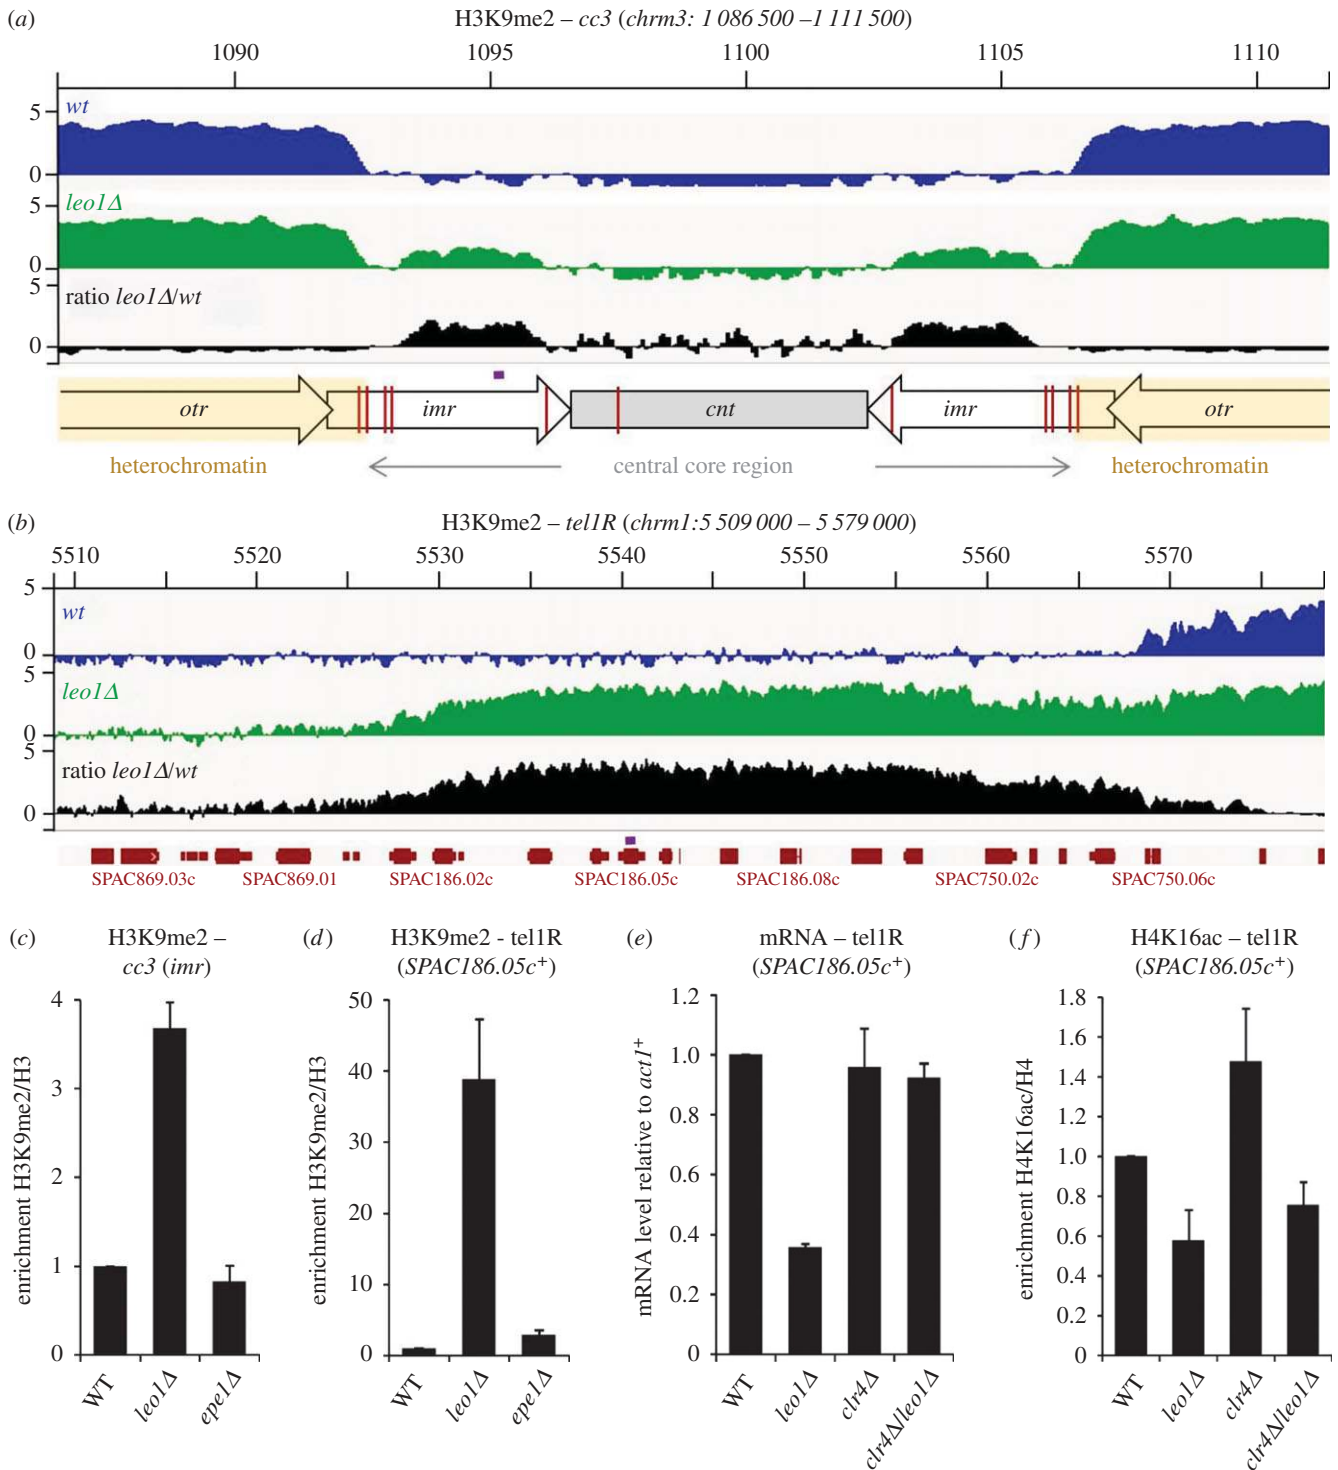 (a)
H3K9me2 – cc3 (chrm3: 1 086 500 –1 111 500)
1090 1095 1100 1105 1110
5
wt
0
leo1Δ
5
0
5
ratio leo1Δ/wt
0
otr imr cnt imr otr
heterochromatin central core region heterochromatin
(b)
H3K9me2 – tel1R (chrm1:5 509 000 – 5 579 000)
5510 5520 5530 5540 5550 5560 5570
5
wt
0
5
leo1Δ
0
5
ratio leo1Δ/wt
0
SPAC869.03c SPAC869.01 SPAC186.02c SPAC186.05c SPAC186.08c SPAC750.02c SPAC750.06c
(c)
H3K9me2 –
cc3 (imr)
enrichment H3K9me2/H3
4
3
2
1
0
WT leo1Δ epe1Δ
(d)
H3K9me2 - tel1R
(SPAC186.05c+)
enrichment H3K9me2/H3
50
40
30
20
10
0
WT leo1Δ epe1Δ
(e)
mRNA – tel1R
(SPAC186.05c+)
mRNA level relative to act1+
1.2
1.0
0.8
0.6
0.4
0.2
0
WT leo1Δ clr4Δ clr4Δ/leo1Δ
(f)
H4K16ac – tel1R
(SPAC186.05c+)
enrichment H4K16ac/H4
1.8
1.6
1.4
1.2
1.0
0.8
0.6
0.4
0.2
0
WT leo1Δ clr4Δ clr4Δ/leo1Δ